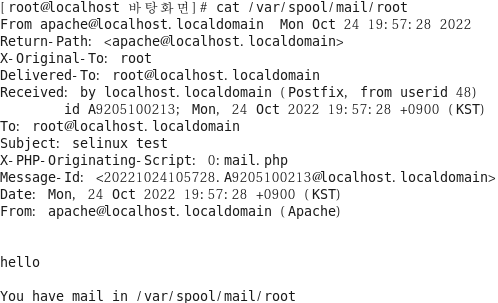 [root@localhost 바탕화면]# cat /var/spool/mail/root
From apache@localhost.localdomain  Mon Oct 24 19:57:28 2022
Return-Path: <apache@localhost.localdomain>
X-Original-To: root
Delivered-To: root@localhost.localdomain
Received: by localhost.localdomain (Postfix, from userid 48)
        id A9205100213; Mon, 24 Oct 2022 19:57:28 +0900 (KST)
To: root@localhost.localdomain
Subject: selinux test
X-PHP-Originating-Script: 0:mail.php
Message-Id: <20221024105728.A9205100213@localhost.localdomain>
Date: Mon, 24 Oct 2022 19:57:28 +0900 (KST)
From: apache@localhost.localdomain (Apache)

hello

You have mail in /var/spool/mail/root